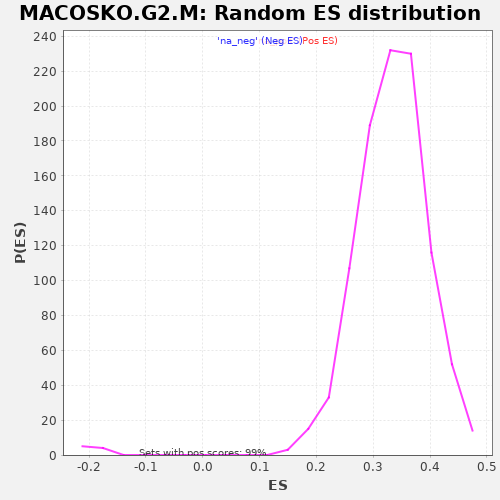 MACOSKO.G2.M: Random ES distribution
'na_neg' (Neg ES)Pos ES)
240
220
200
180
160
140
120
100
80
60
40
20
0
P(ES)
Sets with pos scores: 99%
-0.2 -0.1 0.0 0.1 0.2 0.3 0.4 0.5
ES